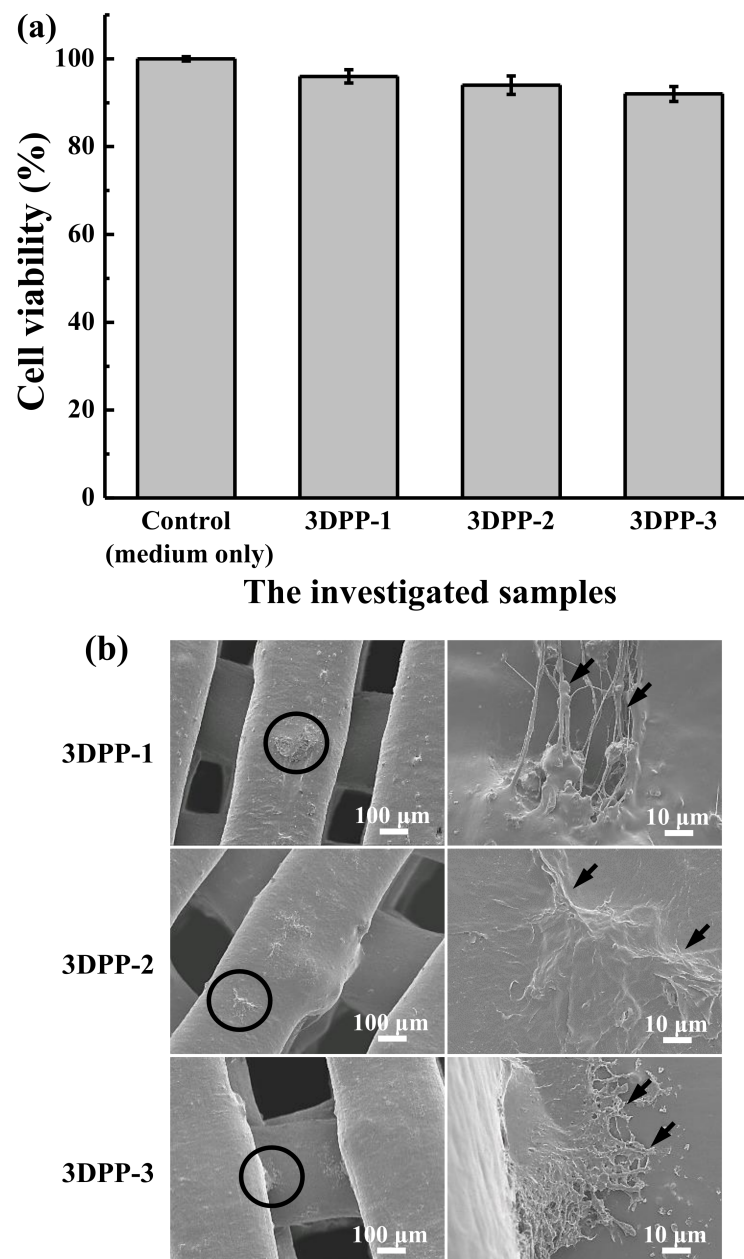 (a)
Cell viability (%)
100
80
60
40
20
0
Control
(medium only)
3DPP-1
3DPP-2
3DPP-3
The investigated samples
(b)
3DPP-1
100 μm
10 μm
3DPP-2
100 μm
10 μm
3DPP-3
100 μm
10 μm